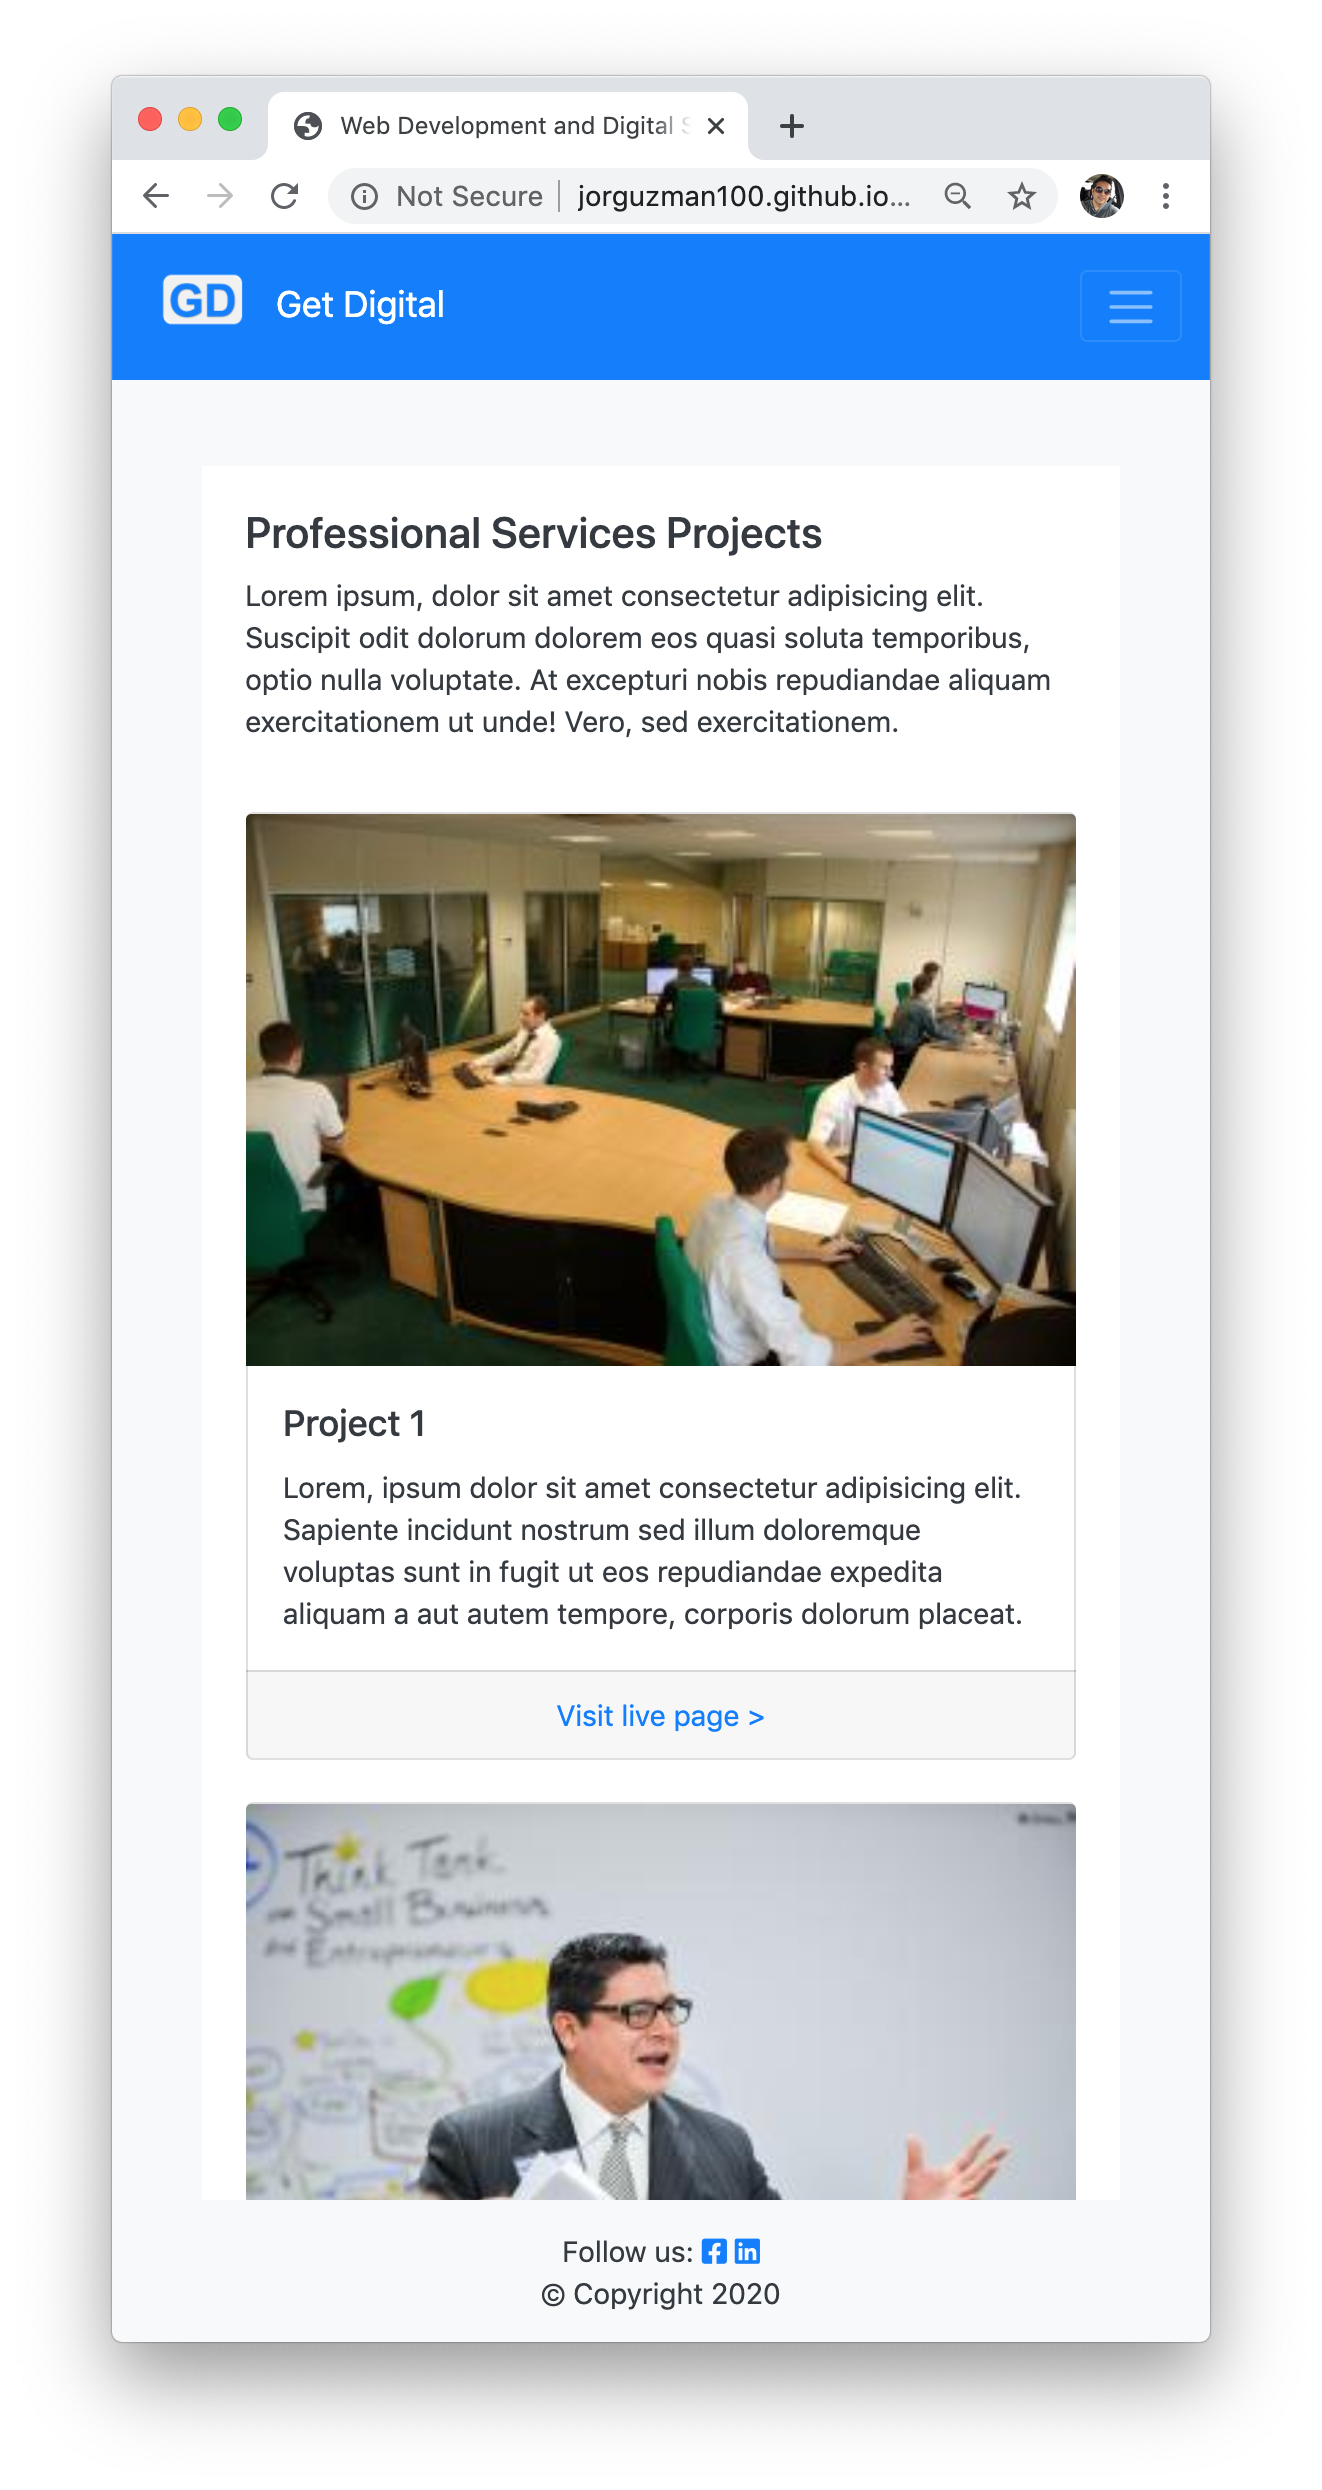 Web Development and Digital
Not Secure
jorguzman100.github.io...
GD
Get Digital
Professional Services Projects
Lorem ipsum, dolor sit amet consectetur adipisicing elit.
Suscipit odit dolorum dolorem eos quasi soluta temporibus,
optio nulla voluptate. At excepturi nobis repudiandae aliquam
exercitationem ut unde! Vero, sed exercitationem.
Project 1
Lorem, ipsum dolor sit amet consectetur adipisicing elit.
Sapiente incidunt nostrum sed illum doloremque
voluptas sunt in fugit ut eos repudiandae expedita
aliquam a aut autem tempore, corporis dolorum placeat.
Visit live page >
Think Tank
Small Business
Entrepreneurs
Follow us:
© Copyright 2020